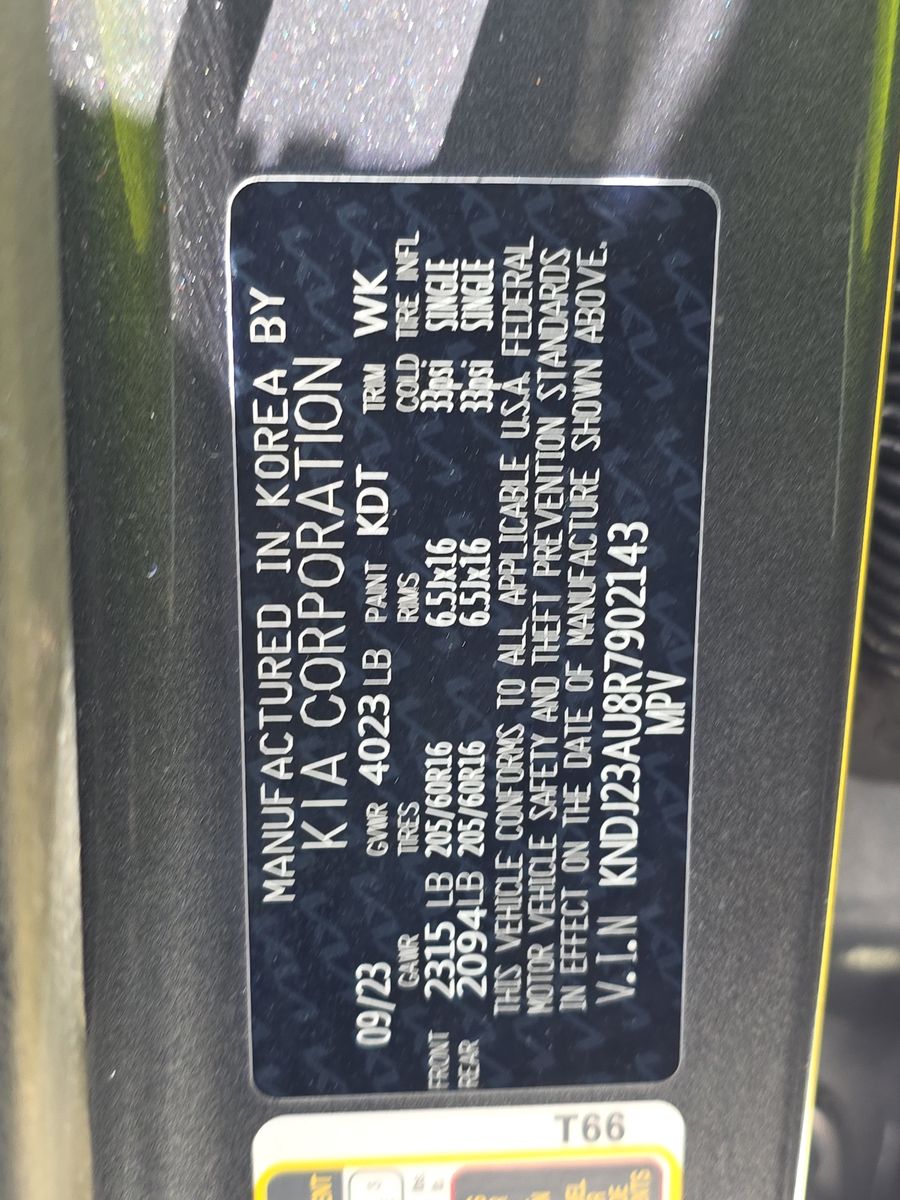 MANUFACTURED IN KOREA BY
KIA CORPORATION
09/23 GVWR 4023 LB PAINT KDT TRIM WK
GAWR TIRES RIMS COLD TIRE INFL
FRONT 2315 LB 205/60R16 6.5Jx16 33psi SINGLE
REAR 2094LB 205/60R16 6.5Jx16 33psi SINGLE
THIS VEHICLE CONFORMS TO ALL APPLICABLE U.S.A. FEDERAL
MOTOR VEHICLE SAFETY AND THEFT PREVENTION STANDARDS
IN EFFECT ON THE DATE OF MANUFACTURE SHOWN ABOVE.
V.I.N KNDJ23AU8R7902143
MPV
T66